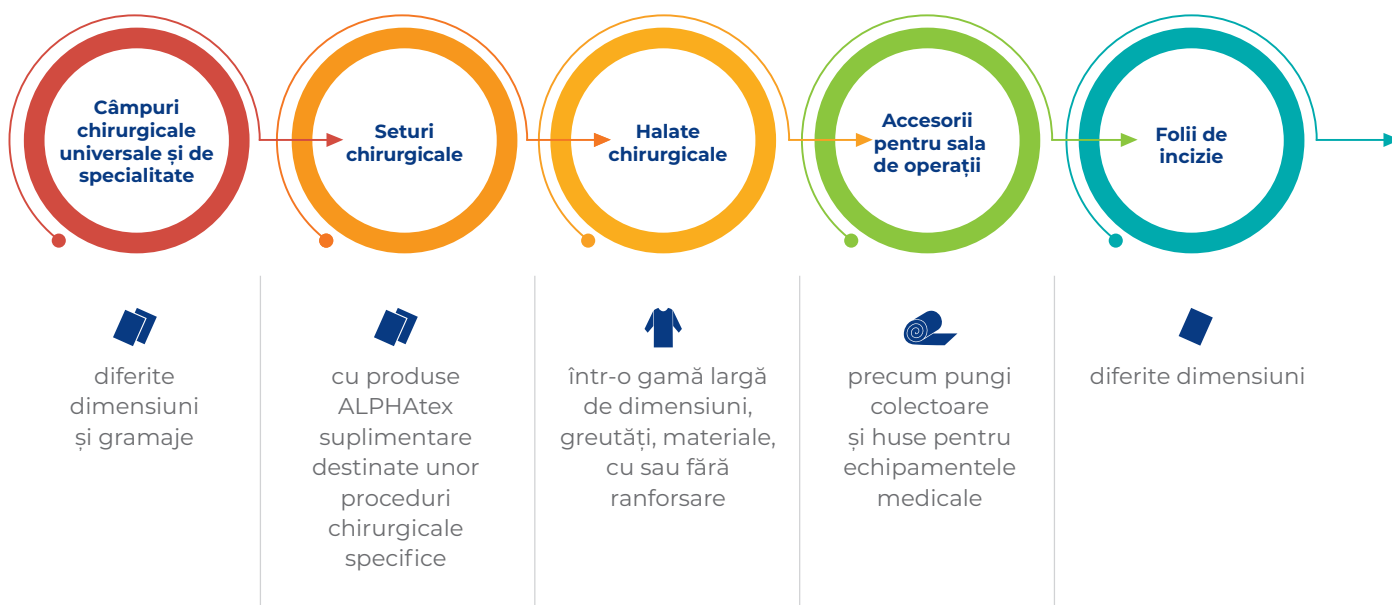 Câmpuri
chirurgicale
universale și de
specialitate
Seturi
chirurgicale
Halate
chirurgicale
Accesorii
pentru sala
de operații
Folii de
incizie
diferite
dimensiuni
și gramaje
cu produse
ALPHAtex
suplimentare
destinate unor
proceduri
chirurgicale
specifice
într-o gamă largă
de dimensiuni,
greutăți, materiale,
cu sau fără
ranforsare
precum pungi
colectoare
și huse pentru
echipamentele
medicale
diferite dimensiuni